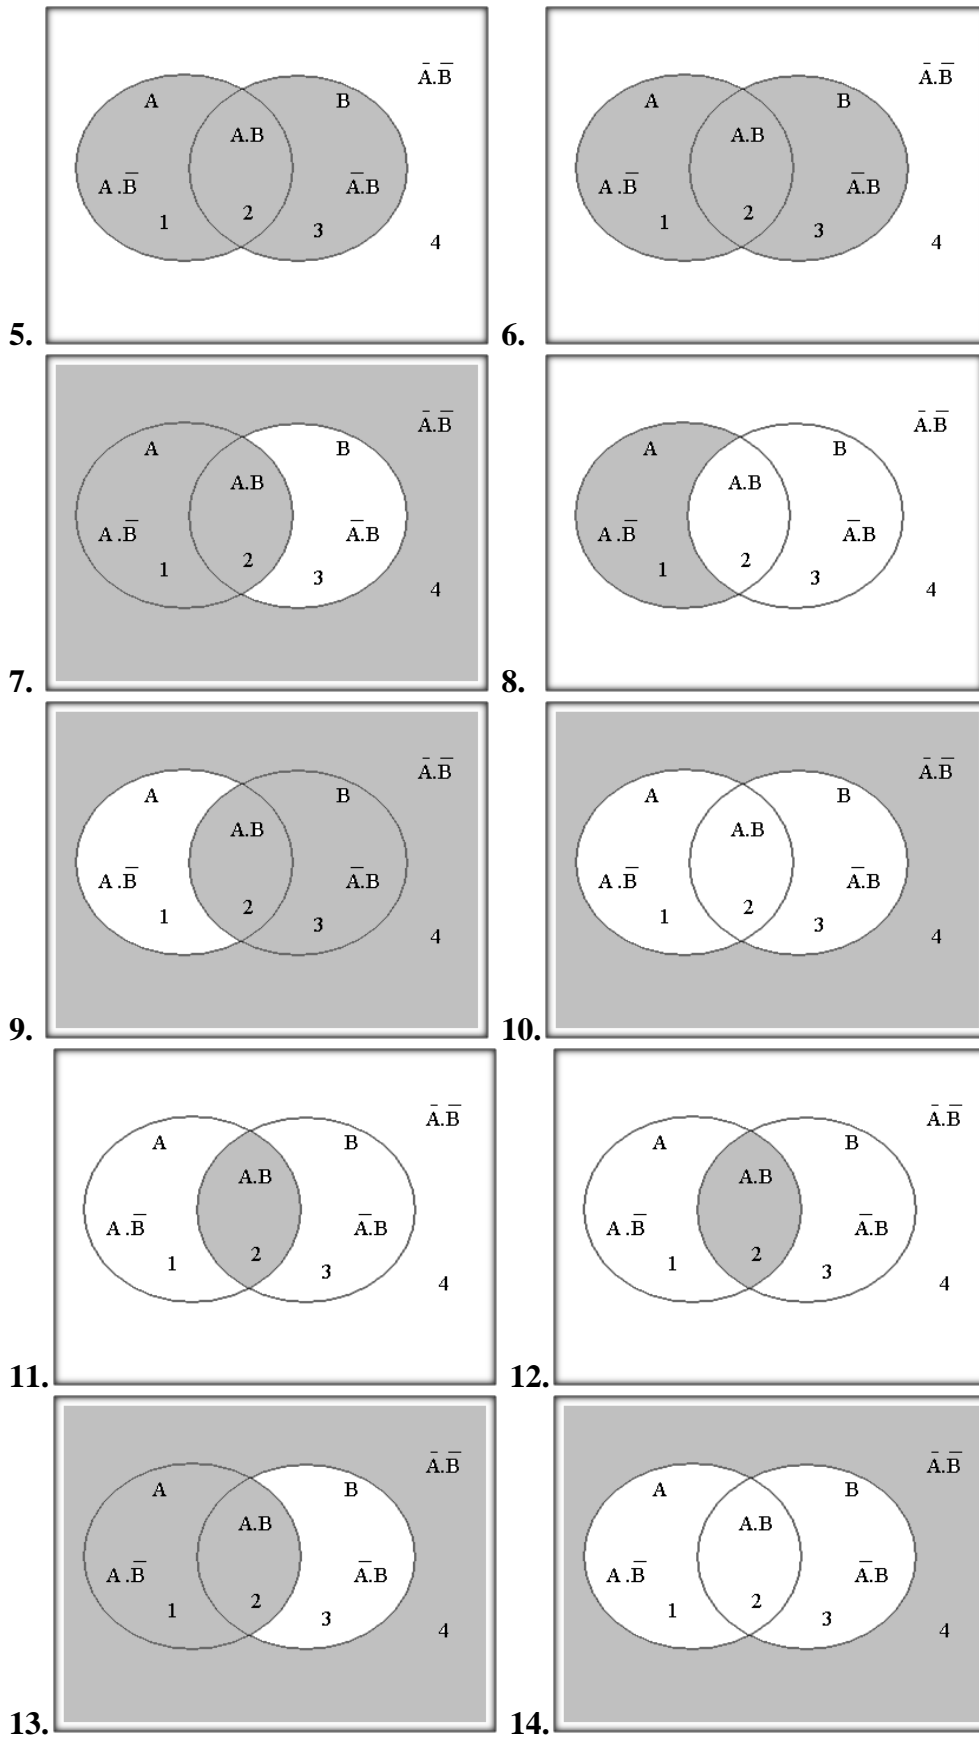 A̅.B̅ A̅.B̅
A B A B
A.B A.B
A .B̅ A̅.B A .B̅ A̅.B
1 2 3 4 1 2 3 4
5. 6.
A̅.B̅ A̅.B̅
A B A B
A.B A.B
A .B̅ A̅.B A .B̅ A̅.B
1 2 3 4 1 2 3 4
7. 8.
A̅.B̅ A̅.B̅
A B A B
A.B A.B
A .B̅ A̅.B A .B̅ A̅.B
1 2 3 4 1 2 3 4
9. 10.
A̅.B̅ A̅.B̅
A B A B
A.B A.B
A .B̅ A̅.B A .B̅ A̅.B
1 2 3 4 1 2 3 4
11. 12.
A̅.B̅ A̅.B̅
A B A B
A.B A.B
A .B̅ A̅.B A .B̅ A̅.B
1 2 3 4 1 2 3 4
13. 14.